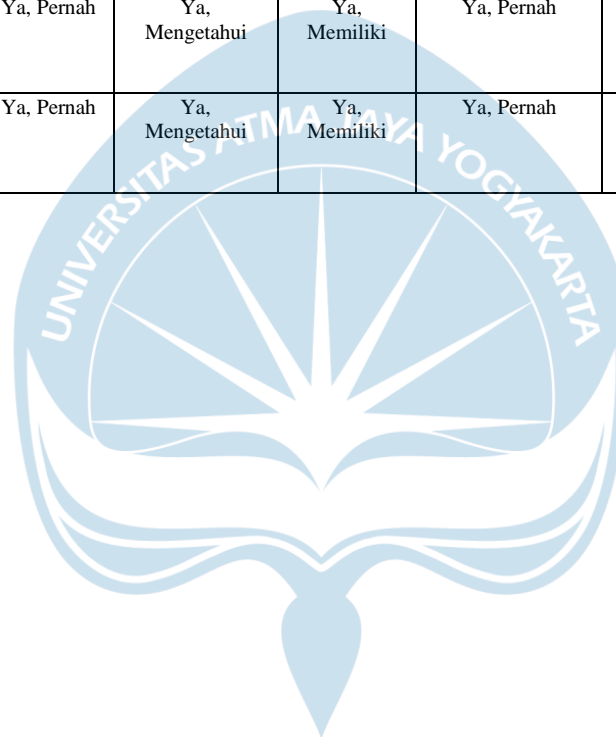 Ya, Pernah
Ya,
Mengetahui
Ya,
Memiliki
Ya, Pernah
Ya, Pernah
Ya,
Mengetahui
Ya,
Memiliki
Ya, Pernah
UNIVERSITAS ATMA JAYA YOGYAKARTA